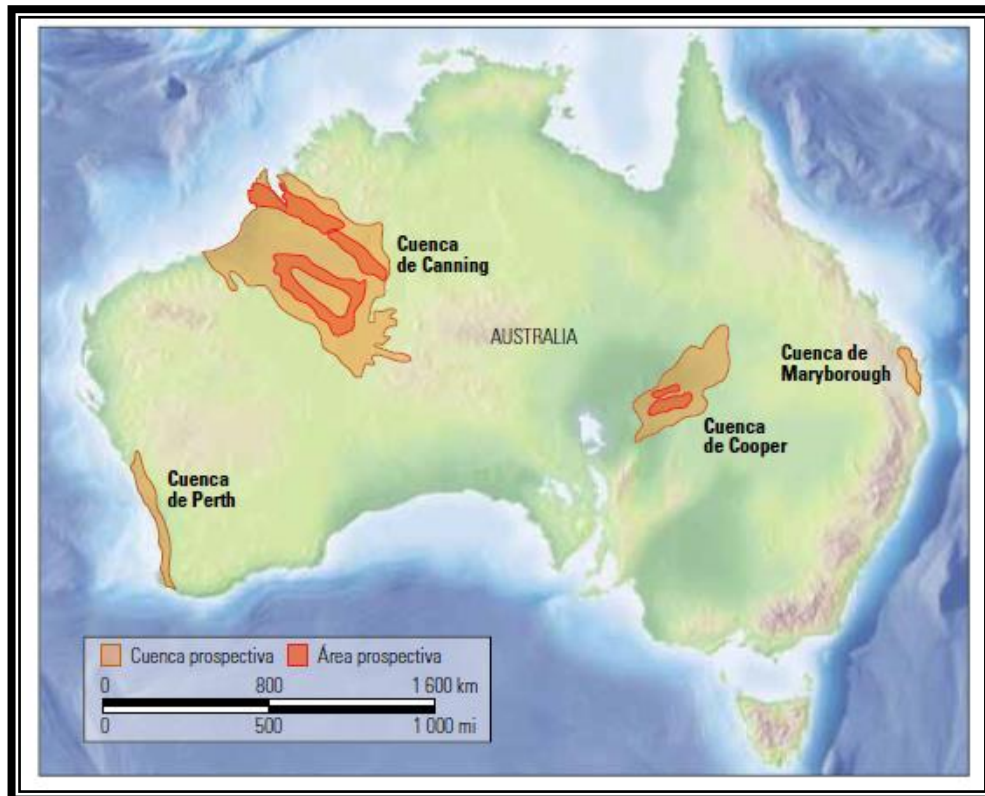 Cuenca
de Canning
AUSTRALIA
Cuenca de
Maryborough
Cuenca
de Cooper
Cuenca
de Perth
Cuenca prospectiva
Área prospectiva
0
800
1 600 km
0
500
1 000 mi